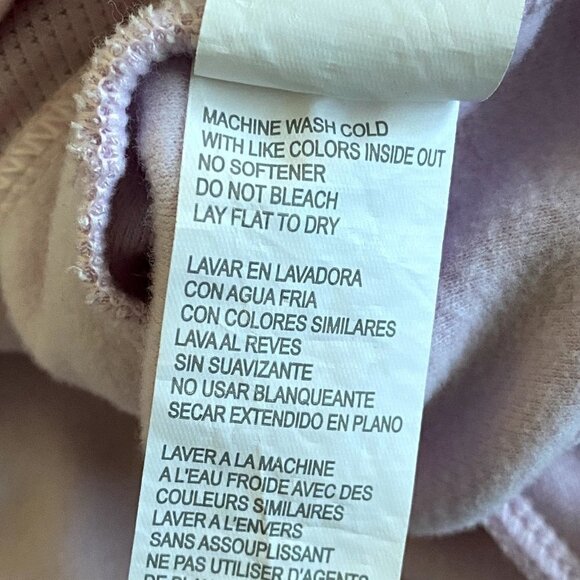 MACHINE WASH COLD
WITH LIKE COLORS INSIDE OUT
NO SOFTENER
DO NOT BLEACH
LAY FLAT TO DRY
LAVAR EN LAVADORA
CON AGUA FRIA
CON COLORES SIMILARES
LAVA AL REVES
SIN SUAVIZANTE
NO USAR BLANQUEANTE
SECAR EXTENDIDO EN PLANO
LAVER A LA MACHINE
A L'EAU FROIDE AVEC DES
COULEURS SIMILAIRES
LAVER A L'ENVERS
SANS ASSOUPLISSANT
NE PAS UTILISER D'AGENTS